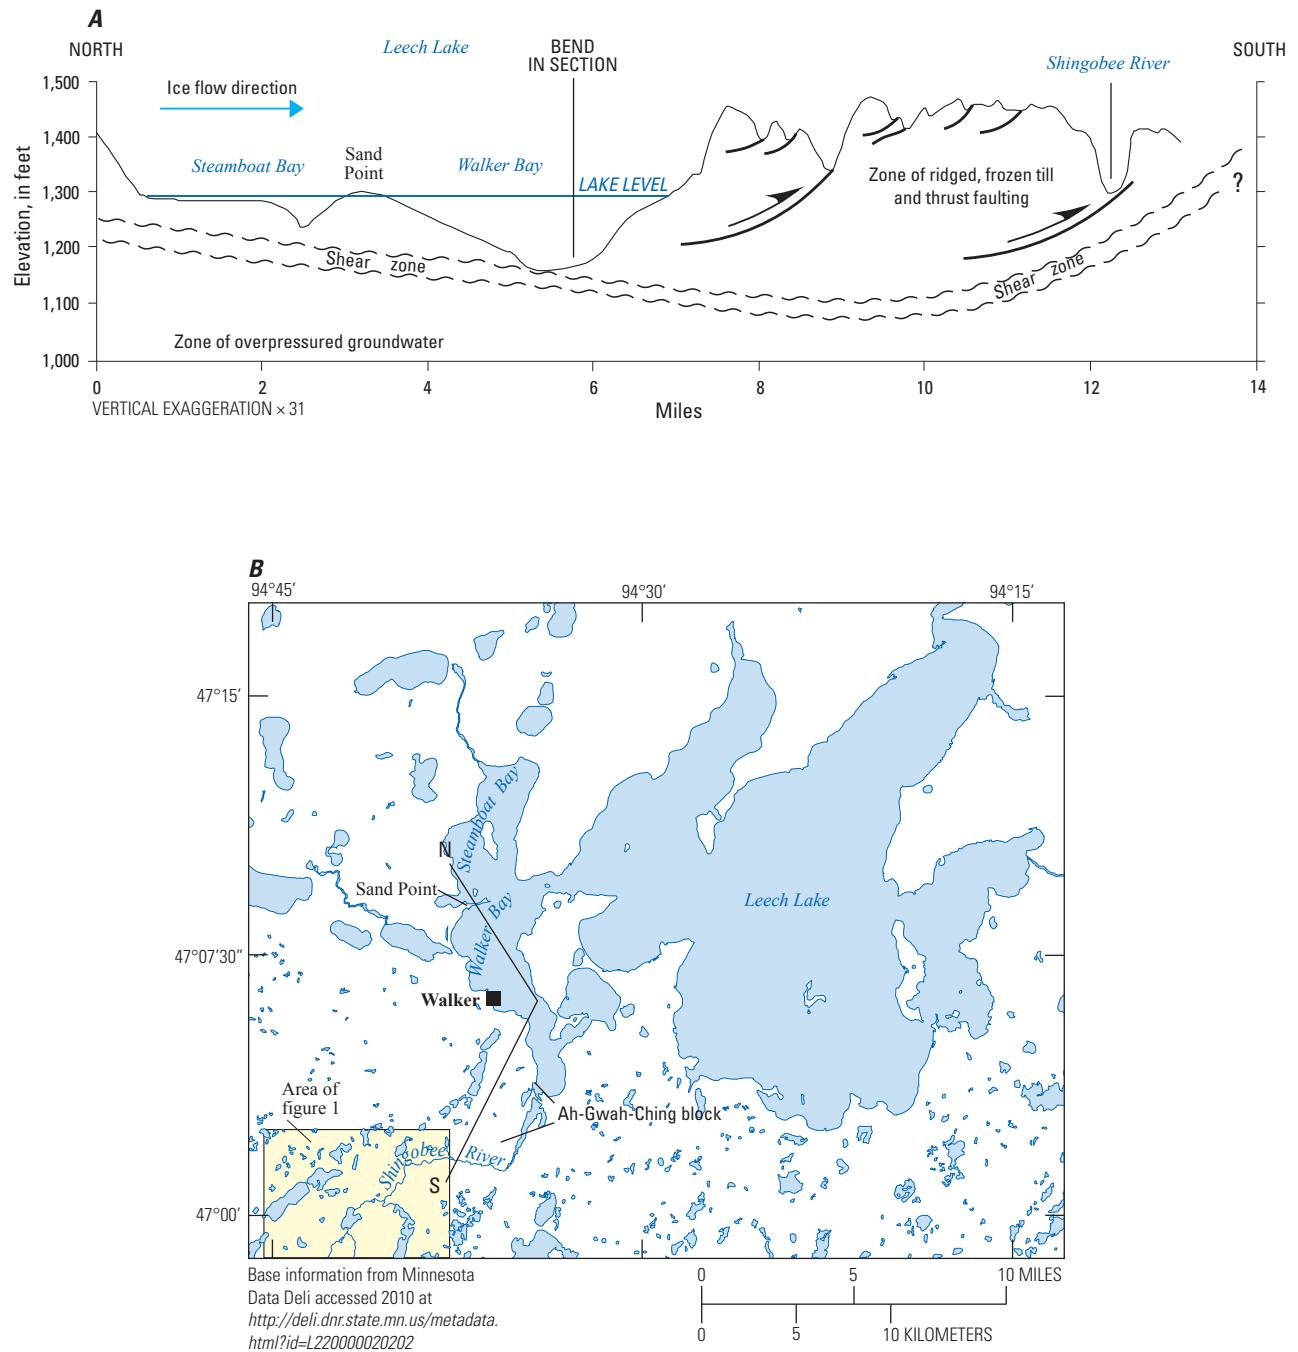 A
NORTH
Leech Lake
BEND
IN SECTION
Shingobee River
SOUTH
1,500
1,400
1,300
1,200
1,100
1,000
Elevation, in feet
Ice flow direction
Steamboat Bay
Sand
Point
Walker Bay
LAKE LEVEL
Zone of ridged, frozen till
and thrust faulting
?
Shear zone
Shear zone
Zone of overpressured groundwater
0
2
4
6
8
10
12
14
VERTICAL EXAGGERATION × 31
Miles
B
94°45'
94°30'
94°15'
47°15'
47°07'30"
47°00'
Steamboat Bay
N
Sand Point
Walker Bay
Leech Lake
Walker
Area of
figure 1
Ah-Gwah-Ching block
Shingobee
River
S
Base information from Minnesota
Data Deli accessed 2010 at
http://deli.dnr.state.mn.us/metadata.
html?id=L220000020202
0
5
10 MILES
0
5
10 KILOMETERS